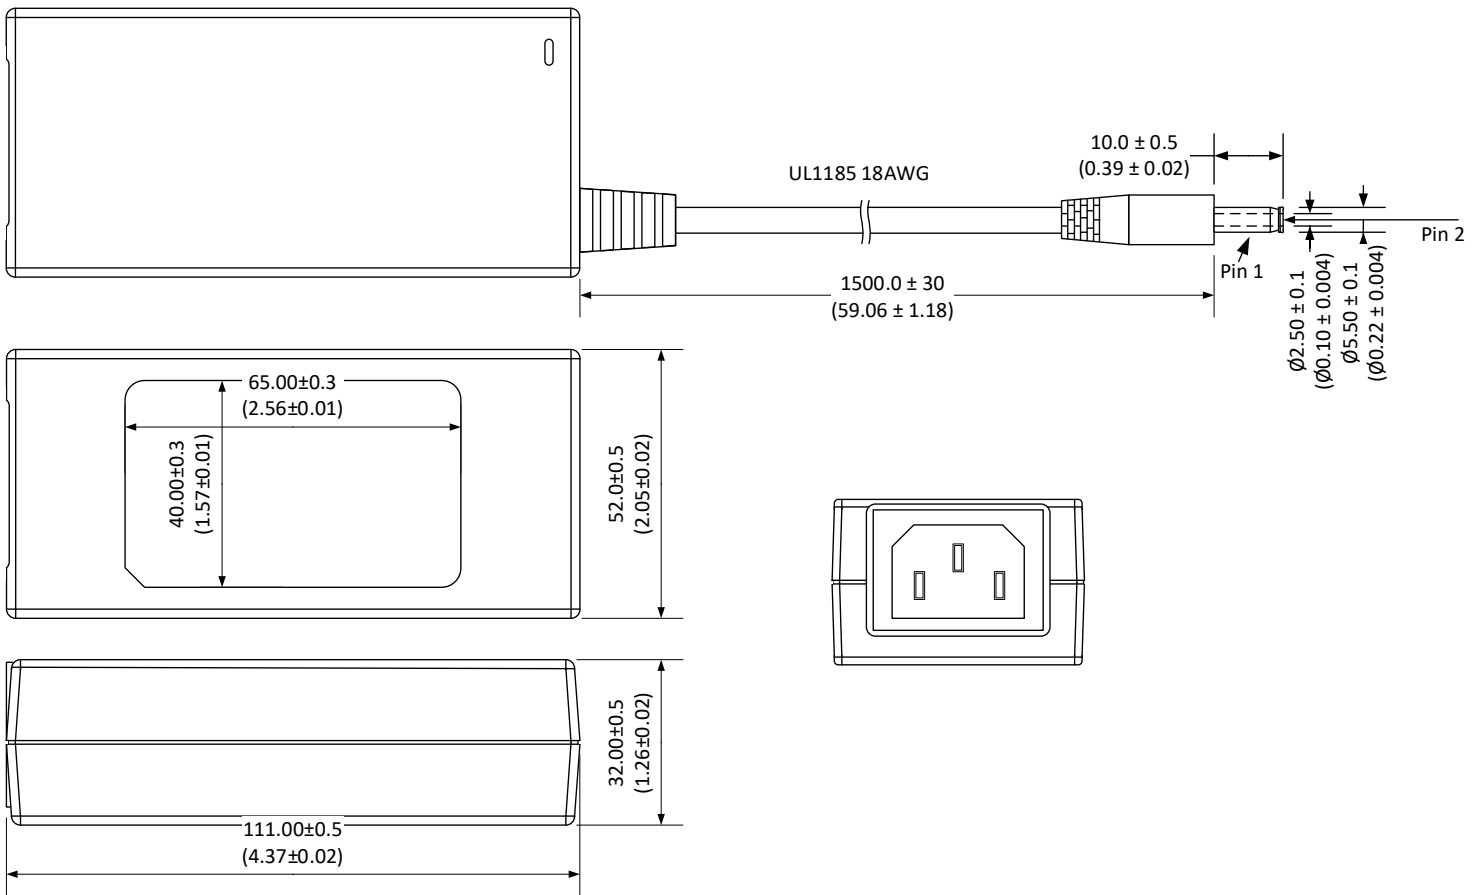 10.0 ± 0.5
(0.39 ± 0.02)
UL1185 18AWG
Pin 2
Pin 1
1500.0 ± 30
(59.06 ± 1.18)
Ø2.50 ± 0.1
(Ø0.10 ± 0.004)
Ø5.50 ± 0.1
(Ø0.22 ± 0.004)
65.00±0.3
(2.56±0.01)
40.00±0.3
(1.57±0.01)
52.0±0.5
(2.05±0.02)
32.00±0.5
(1.26±0.02)
111.00±0.5
(4.37±0.02)